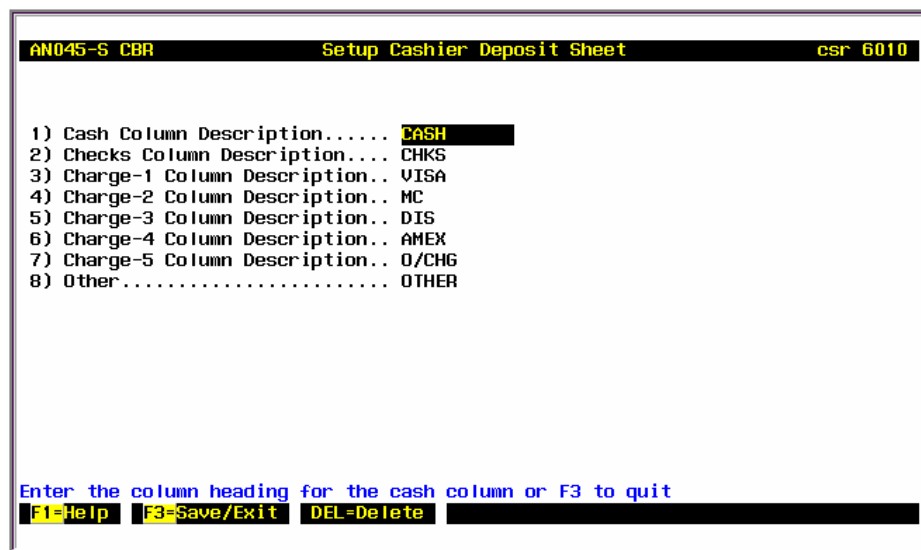 AN045-S CBR Setup Cashier Deposit Sheet csr 6010
1) Cash Column Description...... CASH
2) Checks Column Description.... CHKS
3) Charge-1 Column Description.. VISA
4) Charge-2 Column Description.. MC
5) Charge-3 Column Description.. DIS
6) Charge-4 Column Description.. AMEX
7) Charge-5 Column Description.. O/CHG
8) Other........................ OTHER
Enter the column heading for the cash column or F3 to quit
F1=Help F3=Save/Exit DEL=Delete